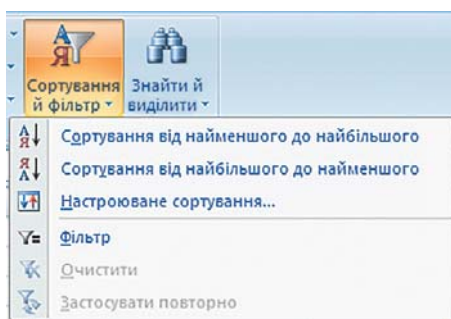 Сортування й фільтр
Знайти й виділити
Сортування від найменшого до найбільшого
Сортування від найбільшого до найменшого
Настроюване сортування...
Фільтр
Очистити
Застосувати повторно